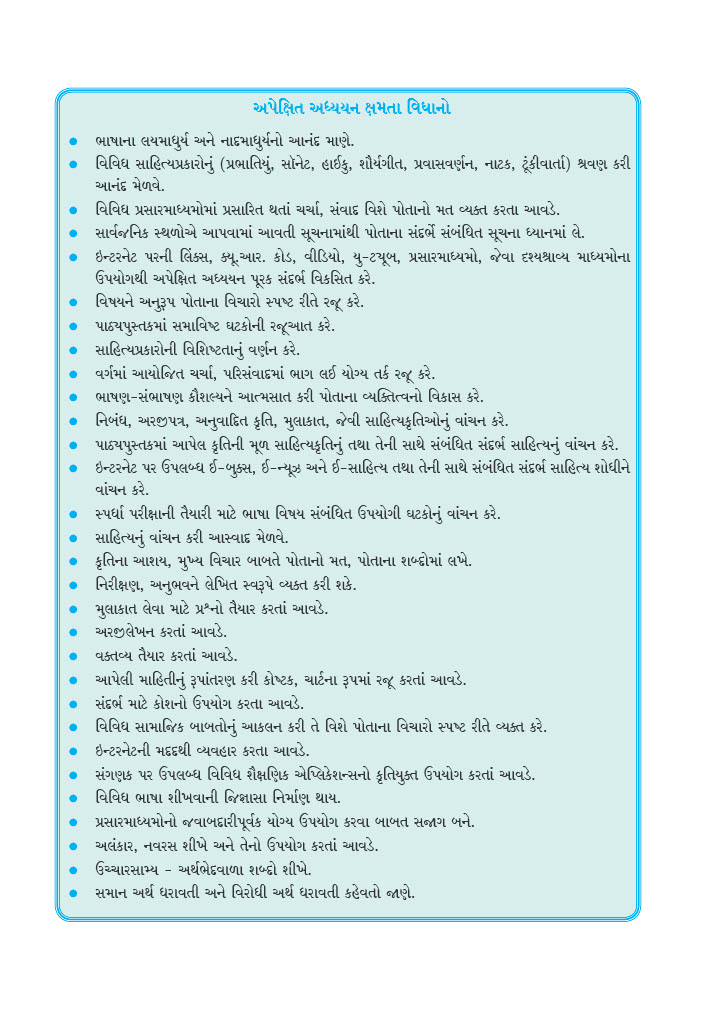 અપેક્ષિત અધ્યયન ક્ષમતા વિધાનો
● ભાષાના લયમાધુર્ય અને નાદમાધુર્યનો આનંદ માણે.
● વિવિધ સાહિત્યપ્રકારોનું (પ્રભાતિયું, સૉનેટ, હાઈકુ, શૌર્યગીત, પ્રવાસવર્ણન, નાટક, ટૂંકીવાર્તા) શ્રવણ કરી
આનંદ મેળવે.
● વિવિધ પ્રસારમાધ્યમોમાં પ્રસારિત થતાં ચર્ચા, સંવાદ વિશે પોતાનો મત વ્યક્ત કરતા આવડે.
● સાર્વજનિક સ્થળોએ આપવામાં આવતી સૂચનામાંથી પોતાના સંદર્ભે સંબંધિત સૂચના ધ્યાનમાં લે.
● ઇન્ટરનેટ પરની લિંક્સ, ક્યૂ.આર. કોડ, વીડિયો, યુ-ટ્યૂબ, પ્રસારમાધ્યમો, જેવા દશ્યશ્રાવ્ય માધ્યમોના
ઉપયોગથી અપેક્ષિત અધ્યયન પૂરક સંદર્ભ વિકસિત કરે.
● વિષયને અનુરૂપ પોતાના વિચારો સ્પષ્ટ રીતે રજૂ કરે.
● પાઠ્યપુસ્તકમાં સમાવિષ્ટ ઘટકોની રજૂઆત કરે.
● સાહિત્યપ્રકારોની વિશિષ્ટતાનું વર્ણન કરે.
● વર્ગમાં આયોજિત ચર્ચા, પરિસંવાદમાં ભાગ લઈ યોગ્ય તર્ક રજૂ કરે.
● ભાષણ-સંભાષણ કૌશલ્યને આત્મસાત કરી પોતાના વ્યક્તિત્વનો વિકાસ કરે.
● નિબંધ, અરજીપત્ર, અનુવાદિત કૃતિ, મુલાકાત, જેવી સાહિત્યકૃતિઓનું વાંચન કરે.
● પાઠ્યપુસ્તકમાં આપેલ કૃતિની મૂળ સાહિત્યકૃતિનું તથા તેની સાથે સંબંધિત સંદર્ભ સાહિત્યનું વાંચન કરે.
● ઇન્ટરનેટ પર ઉપલબ્ધ ઈ-બુક્સ, ઈ-ન્યૂઝ અને ઈ-સાહિત્ય તથા તેની સાથે સંબંધિત સંદર્ભ સાહિત્ય શોધીને
વાંચન કરે.
● સ્પર્ધા પરીક્ષાની તૈયારી માટે ભાષા વિષય સંબંધિત ઉપયોગી ઘટકોનું વાંચન કરે.
● સાહિત્યનું વાંચન કરી આસ્વાદ મેળવે.
● કૃતિના આશય, મુખ્ય વિચાર બાબતે પોતાનો મત, પોતાના શબ્દોમાં લખે.
● નિરીક્ષણ, અનુભવને લેખિત સ્વરૂપે વ્યક્ત કરી શકે.
● મુલાકાત લેવા માટે પ્રશ્નો તૈયાર કરતાં આવડે.
● અરજીલેખન કરતાં આવડે.
● વક્તવ્ય તૈયાર કરતાં આવડે.
● આપેલી માહિતીનું રૂપાંતરણ કરી કોષ્ટક, ચાર્ટના રૂપમાં રજૂ કરતાં આવડે.
● સંદર્ભ માટે કોશનો ઉપયોગ કરતા આવડે.
● વિવિધ સામાજિક બાબતોનું આકલન કરી તે વિશે પોતાના વિચારો સ્પષ્ટ રીતે વ્યક્ત કરે.
● ઇન્ટરનેટની મદદથી વ્યવહાર કરતા આવડે.
● સંગણક પર ઉપલબ્ધ વિવિધ શૈક્ષણિક એપ્લિકેશન્સનો કૃતિયુક્ત ઉપયોગ કરતાં આવડે.
● વિવિધ ભાષા શીખવાની જિજ્ઞાસા નિર્માણ થાય.
● પ્રસારમાધ્યમોનો જવાબદારીપૂર્વક યોગ્ય ઉપયોગ કરવા બાબત સજાગ બને.
● અલંકાર, નવરસ શીખે અને તેનો ઉપયોગ કરતાં આવડે.
● ઉચ્ચારસામ્ય - અર્થભેદવાળા શબ્દો શીખે.
● સમાન અર્થ ધરાવતી અને વિરોધી અર્થ ધરાવતી કહેવતો જાણે.